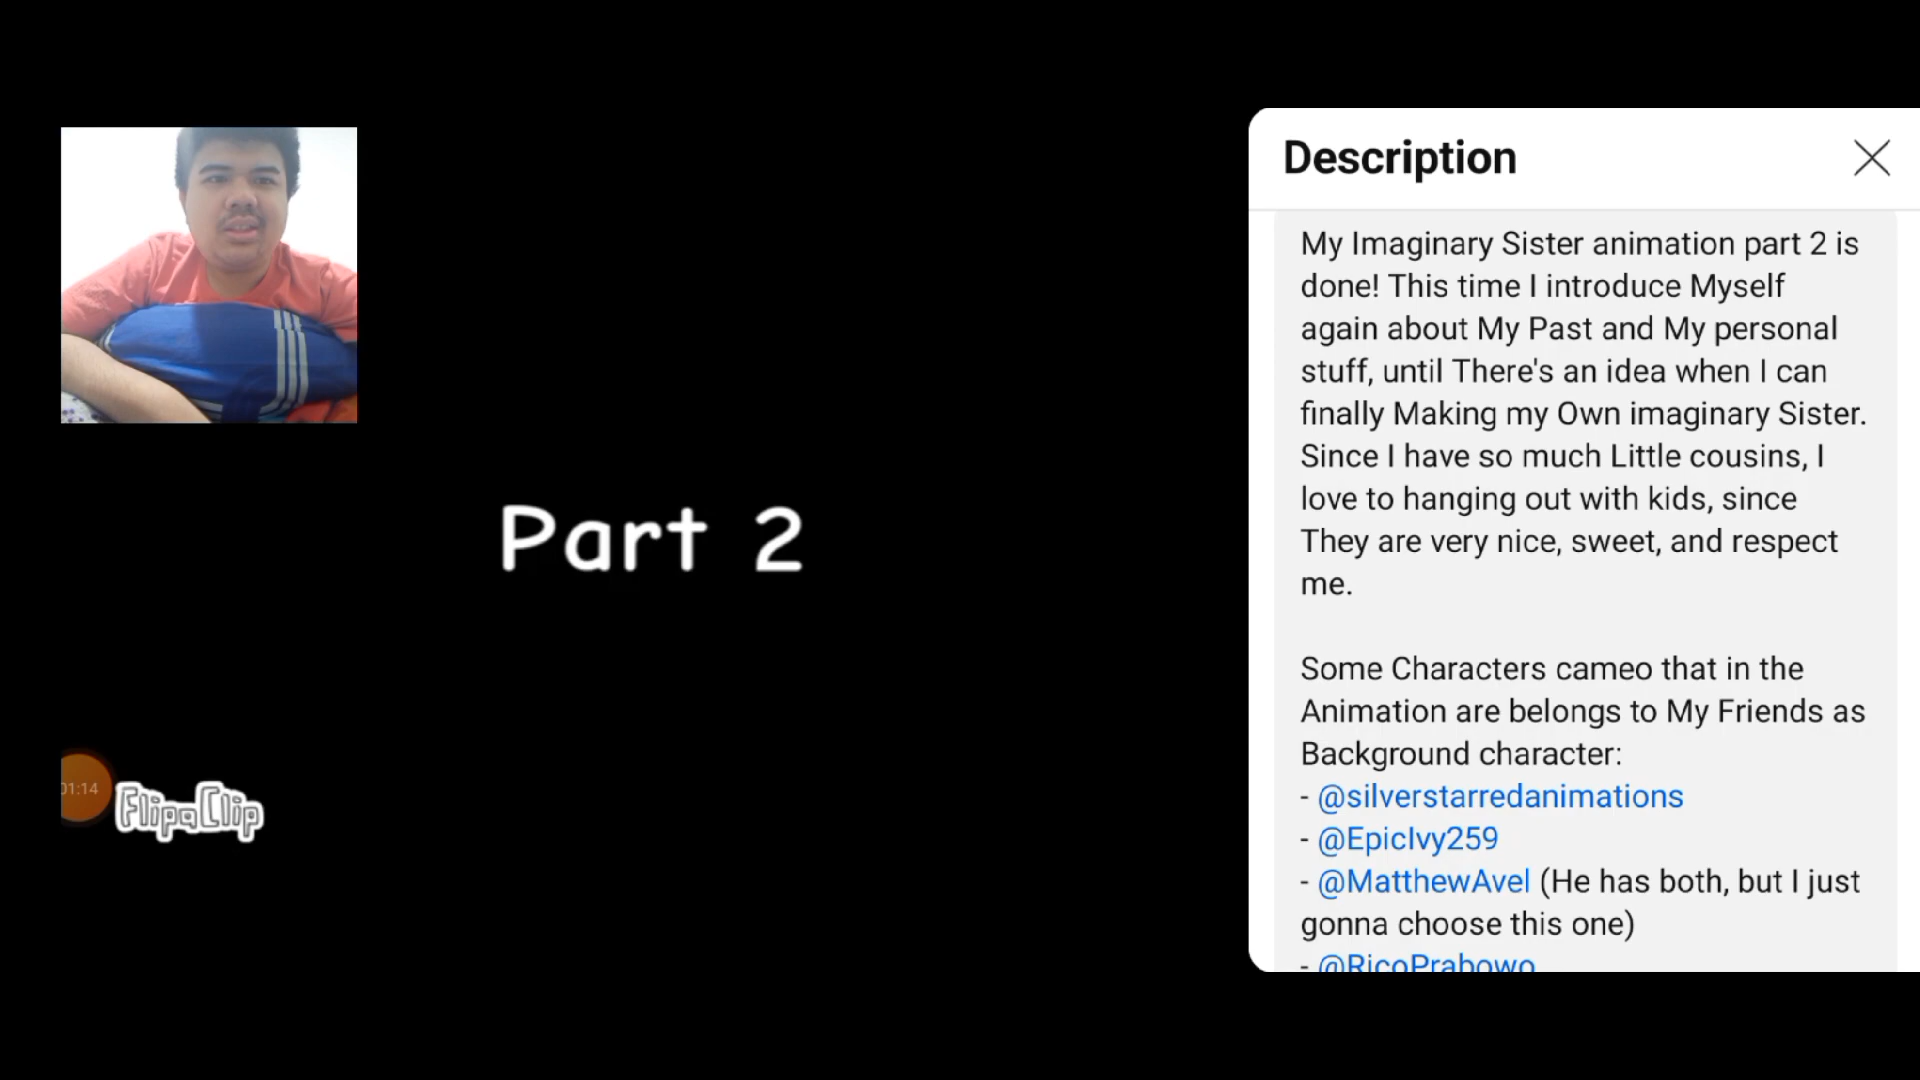 Description
My Imaginary Sister animation part 2 is
done! This time I introduce Myself
again about My Past and My personal
stuff, until There's an idea when I can
finally Making my Own imaginary Sister.
Since I have so much Little cousins, I
love to hanging out with kids, since
They are very nice, sweet, and respect
me.
Some Characters cameo that in the
Animation are belongs to My Friends as
Background character:
- @silverstarredanimations
- @EpicIvy259
- @MatthewAvel (He has both, but I just
gonna choose this one)
- @RicoPrabowo
Part 2
01:14
FlipaClip